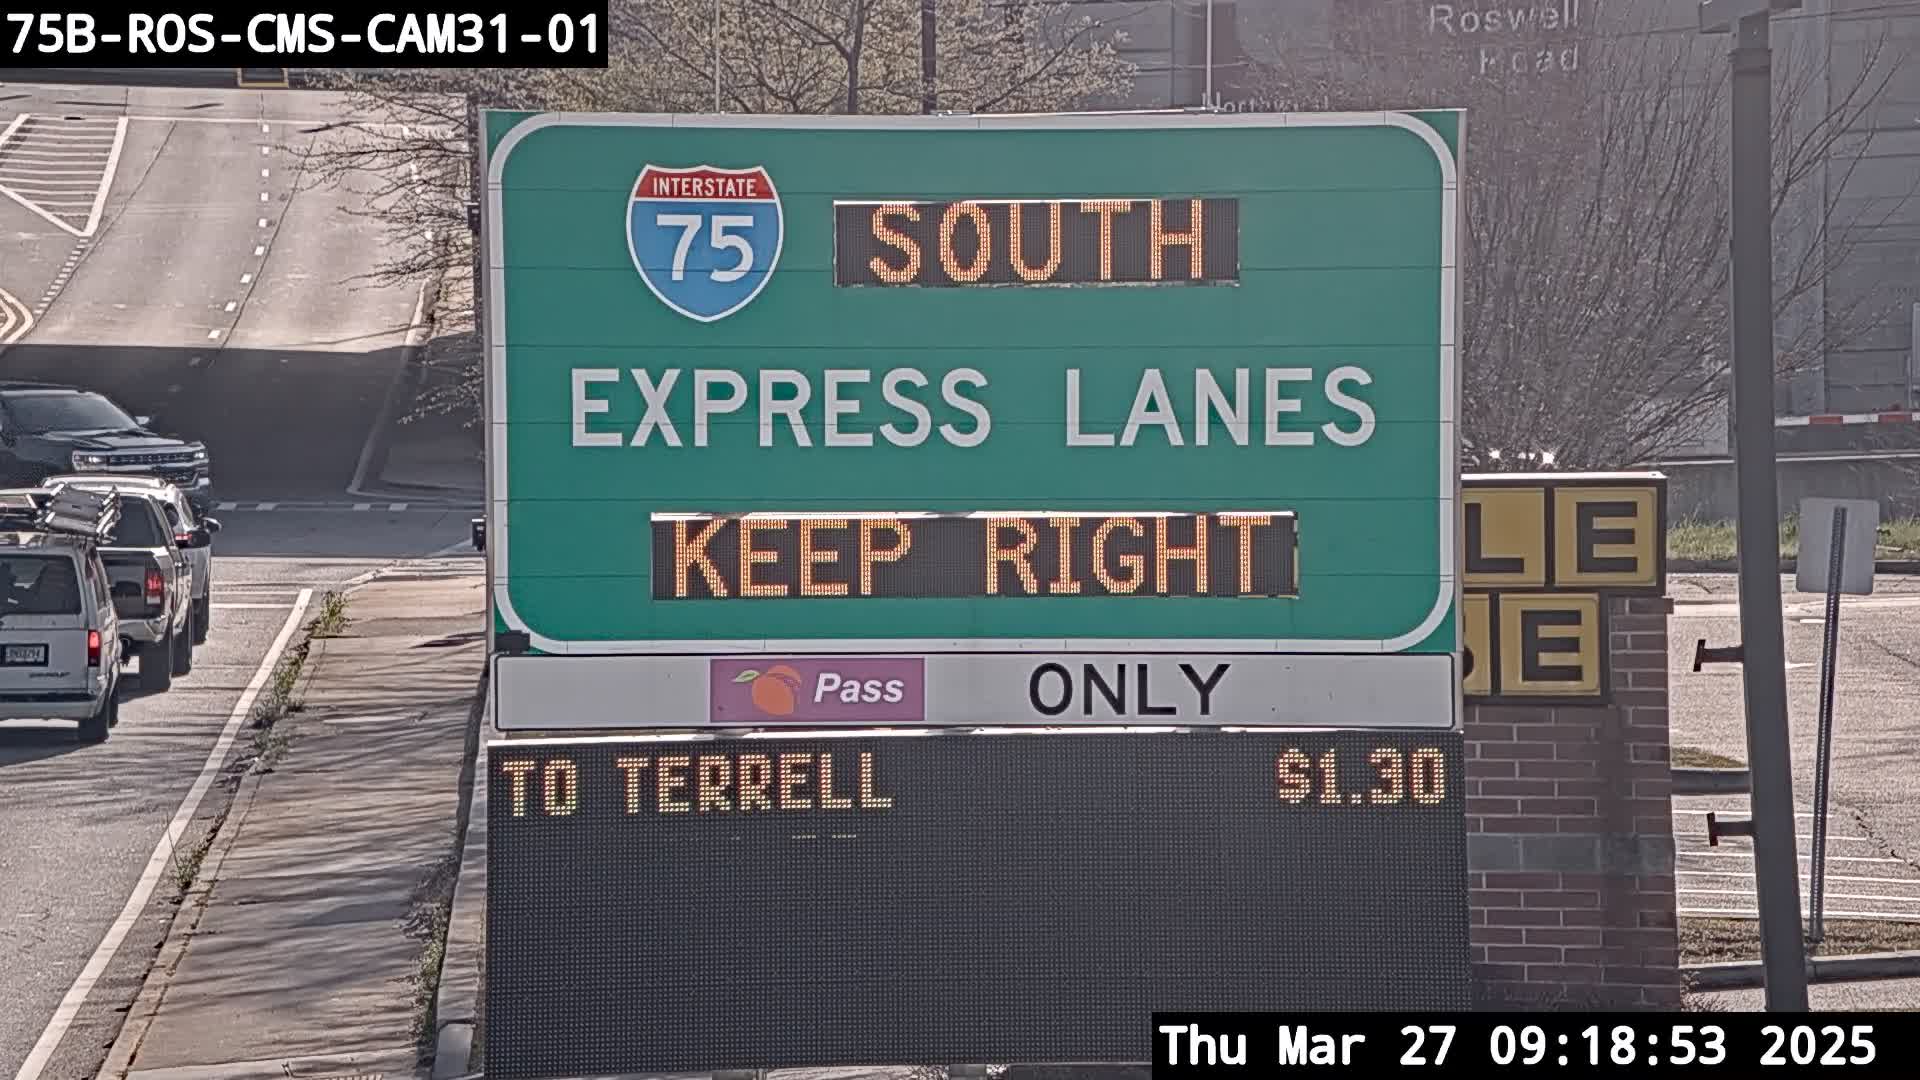 75B-ROS-CMS-CAM31-01
Roswell
Road
INTERSTATE
75
SOUTH
EXPRESS LANES
KEEP RIGHT
LE
E
Pass ONLY
TO TERRELL $1.30
Thu Mar 27 09:18:53 2025